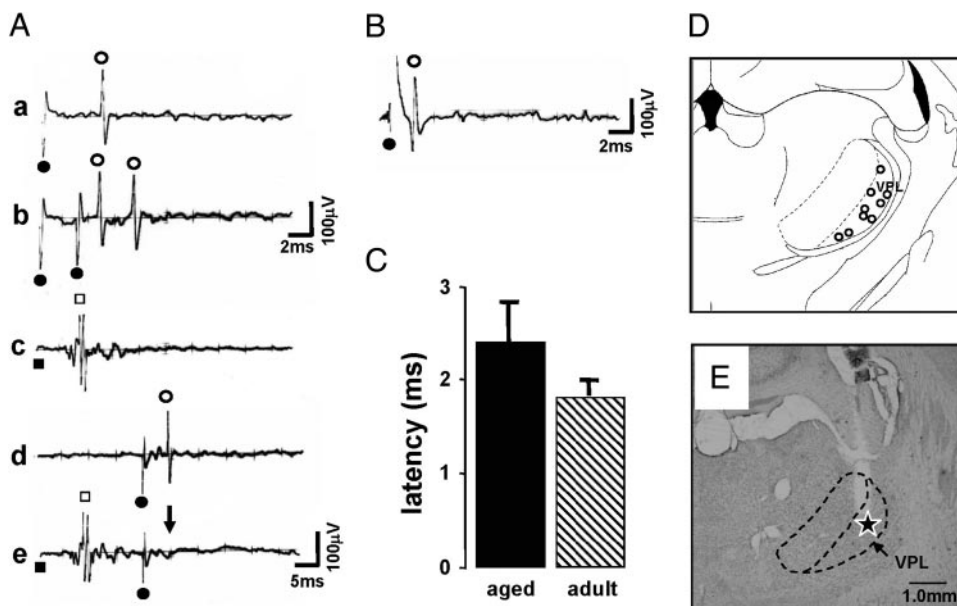 A
a
b
2ms
100μV
c
d
e
5ms
100μV
B
2ms
100μV
C
latency (ms)
3
2
1
0
aged adult
D
VPL
E
VPL
1.0mm